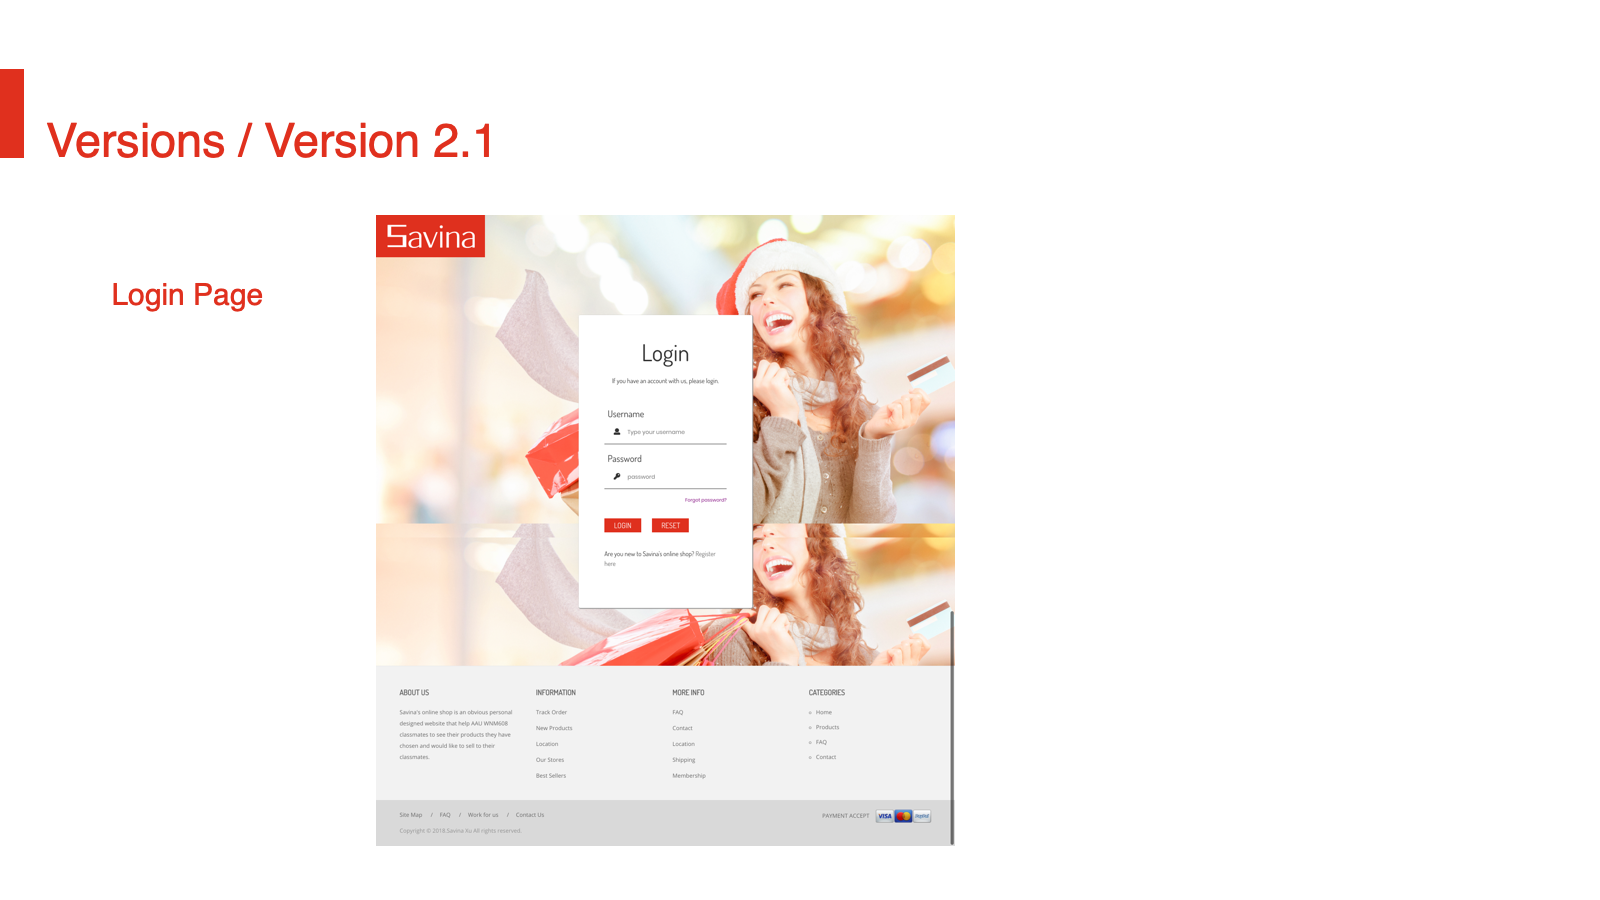 Versions / Version 2.1
Login Page
Savina
Login
If you have an account with us, please login.
Username
Type your username
Password
password
Forgot password?
LOGIN RESET
Are you new to Savina's online shop? Register
here
ABOUT US
Savina's online shop is an obvious personal
designed website that help AAU WNM608
classmates to see their products they have
chosen and would like to sell to their
classmates.
INFORMATION
Track Order
New Products
Location
Our Stores
Best Sellers
MORE INFO
FAQ
Contact
Location
Shipping
Membership
CATEGORIES
Home
Products
FAQ
Contact
Site Map / FAQ / Work for us / Contact Us
Copyright © 2018.Savina Xu All rights reserved.
PAYMENT ACCEPT VISA PayPal